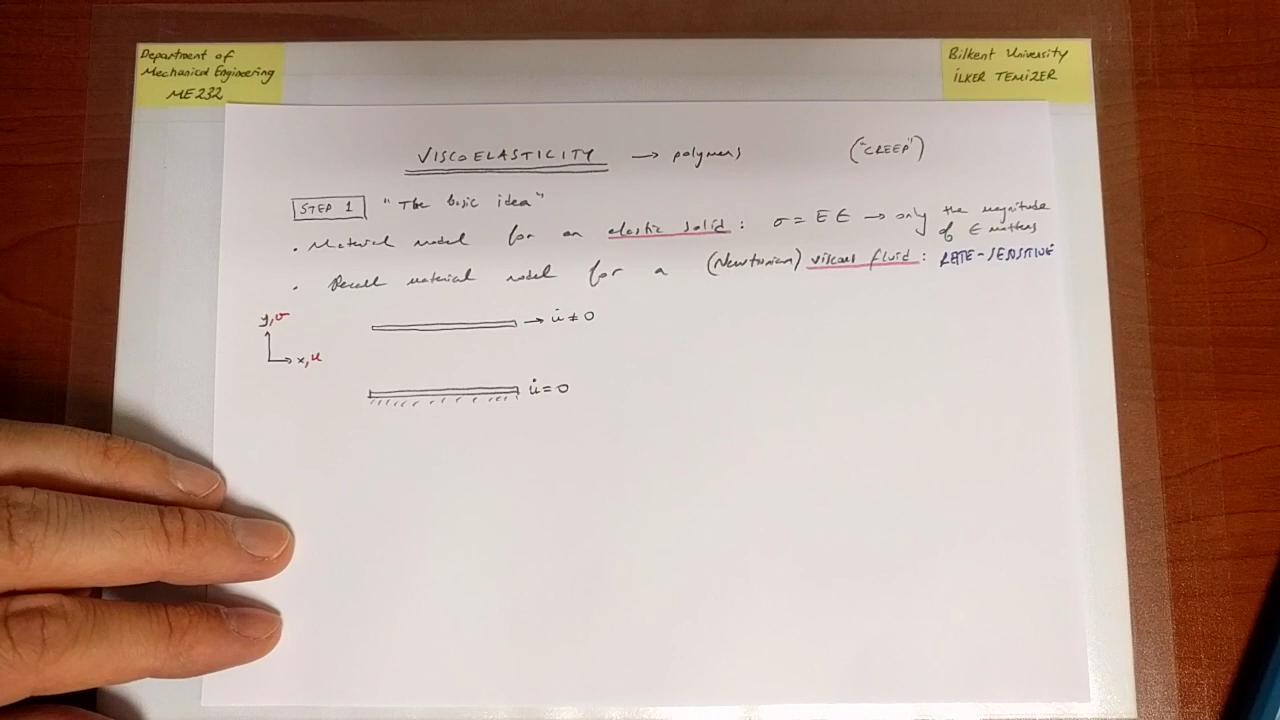 Department of
Mechanical Engineering
ME 232
Bilkent University
İLKER TEMİZER
VISCOELASTICITY → polymers ("CREEP")
STEP 1 "The basic idea"
• Material model for an elastic solid : σ = E ϵ → only the magnitude
of ϵ matters
• Recall material model for a (Newtonian) viscous fluid : RATE-SENSITIVE
y,v
→ u̇ ≠ 0
x,u
u̇ = 0